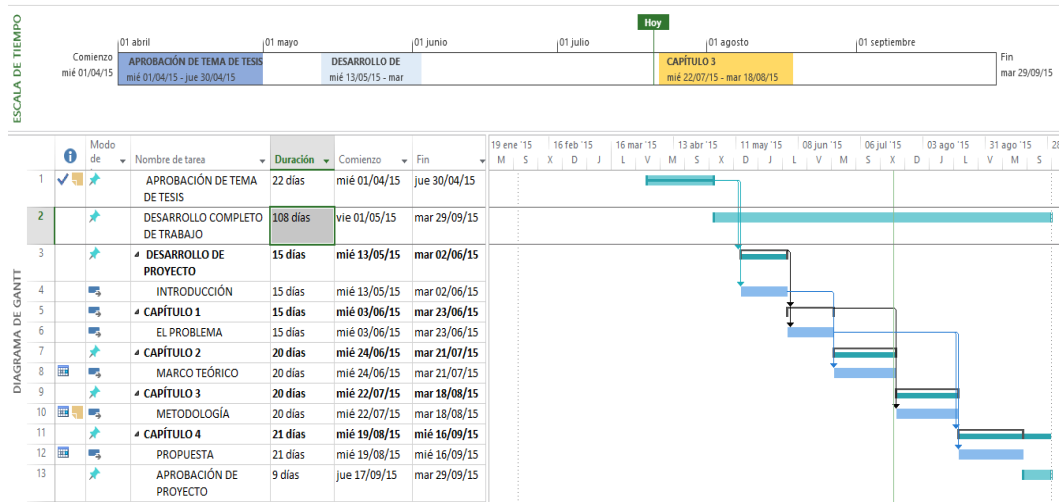 ESCALA DE TIEMPO
Hoy
01 abril 01 mayo 01 junio 01 julio 01 agosto 01 septiembre
Comienzo
mié 01/04/15
APROBACIÓN DE TEMA DE TESIS
mié 01/04/15 - jue 30/04/15
DESARROLLO DE
mié 13/05/15 - mar
CAPÍTULO 3
mié 22/07/15 - mar 18/08/15
Fin
mar 29/09/15
DIAGRAMA DE GANTT
Modo de Nombre de tarea Duración Comienzo Fin
19 ene '15 16 feb '15 16 mar '15 13 abr '15 11 may '15 08 jun '15 06 jul '15 03 ago '15 31 ago '15 28
M S X D J L V M S X D J L V M S X D J L V M S
1 APROBACIÓN DE TEMA DE TESIS 22 días mié 01/04/15 jue 30/04/15
2 DESARROLLO COMPLETO DE TRABAJO 108 días vie 01/05/15 mar 29/09/15
3 DESARROLLO DE PROYECTO 15 días mié 13/05/15 mar 02/06/15
4 INTRODUCCIÓN 15 días mié 13/05/15 mar 02/06/15
5 CAPÍTULO 1 15 días mié 03/06/15 mar 23/06/15
6 EL PROBLEMA 15 días mié 03/06/15 mar 23/06/15
7 CAPÍTULO 2 20 días mié 24/06/15 mar 21/07/15
8 MARCO TEÓRICO 20 días mié 24/06/15 mar 21/07/15
9 CAPÍTULO 3 20 días mié 22/07/15 mar 18/08/15
10 METODOLOGÍA 20 días mié 22/07/15 mar 18/08/15
11 CAPÍTULO 4 21 días mié 19/08/15 mié 16/09/15
12 PROPUESTA 21 días mié 19/08/15 mié 16/09/15
13 APROBACIÓN DE PROYECTO 9 días jue 17/09/15 mar 29/09/15